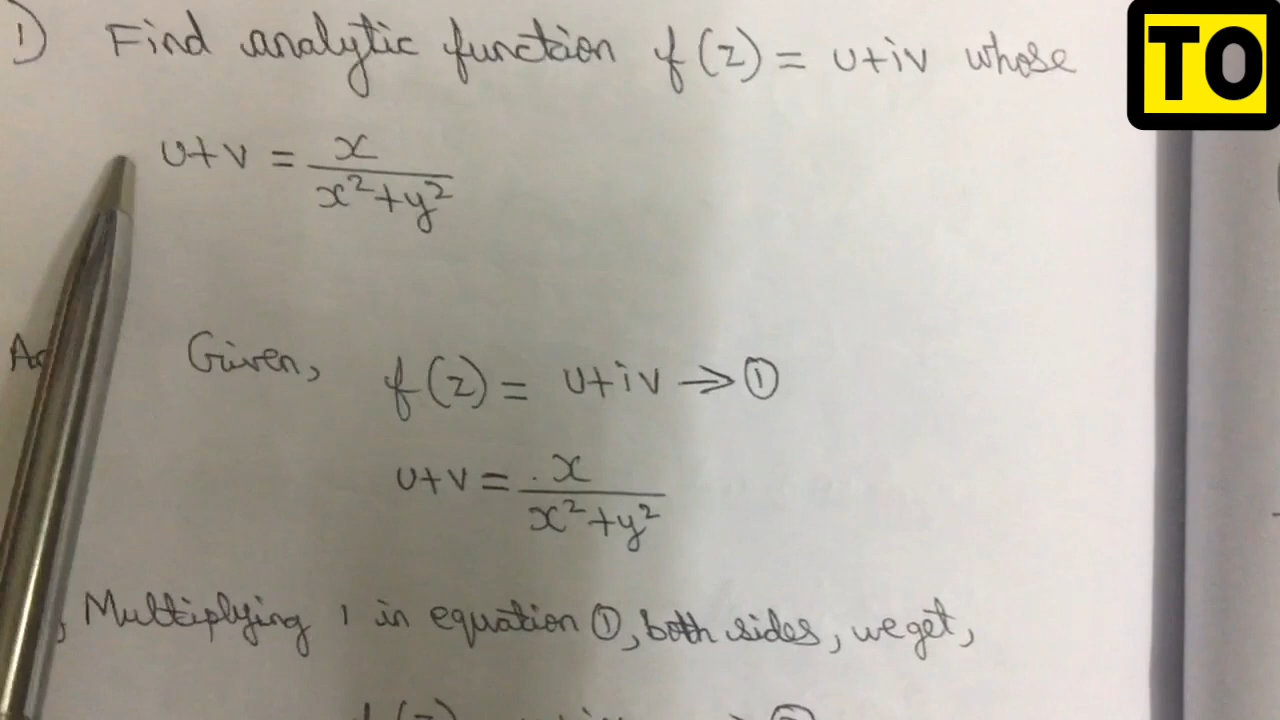 1) Find analytic function f(z) = u+iv whose
u+v = x/(x²+y²)
Given, f(z) = u+iv → ①
u+v = x/(x²+y²)
, Multiplying 1 in equation ①, both sides, we get,
TO